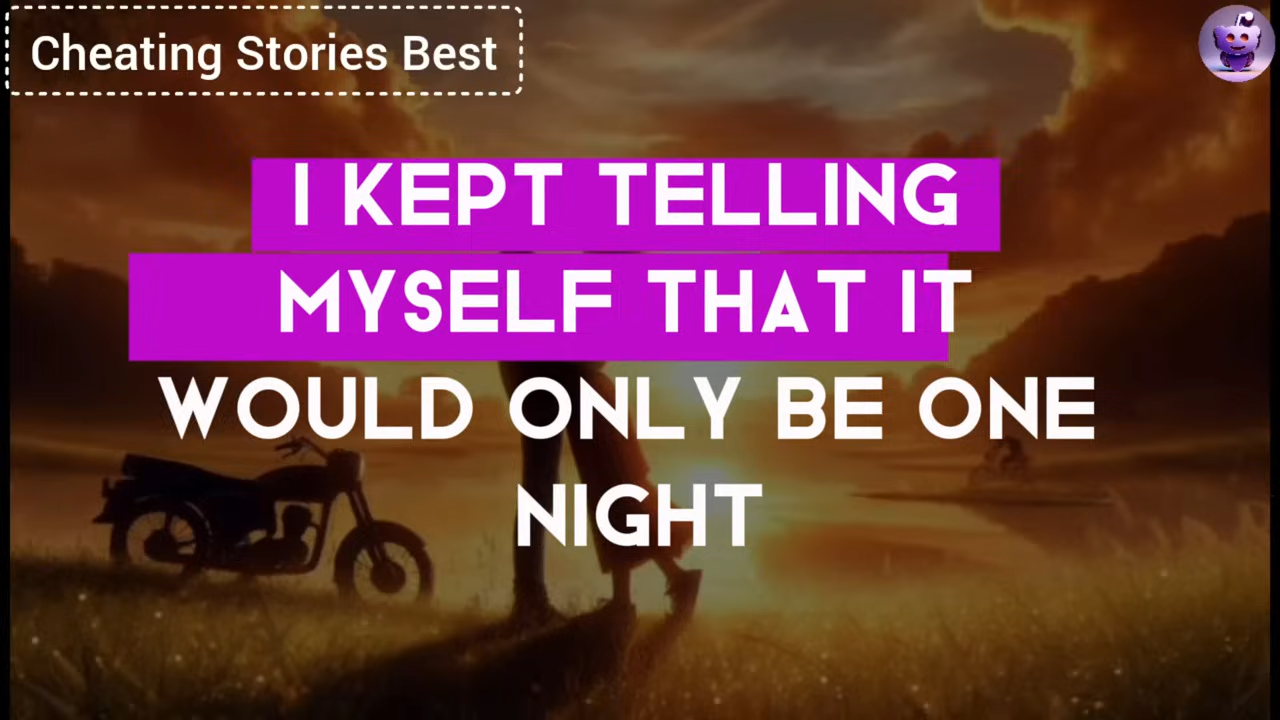 Cheating Stories Best
I KEPT TELLING
MYSELF THAT IT
WOULD ONLY BE ONE
NIGHT